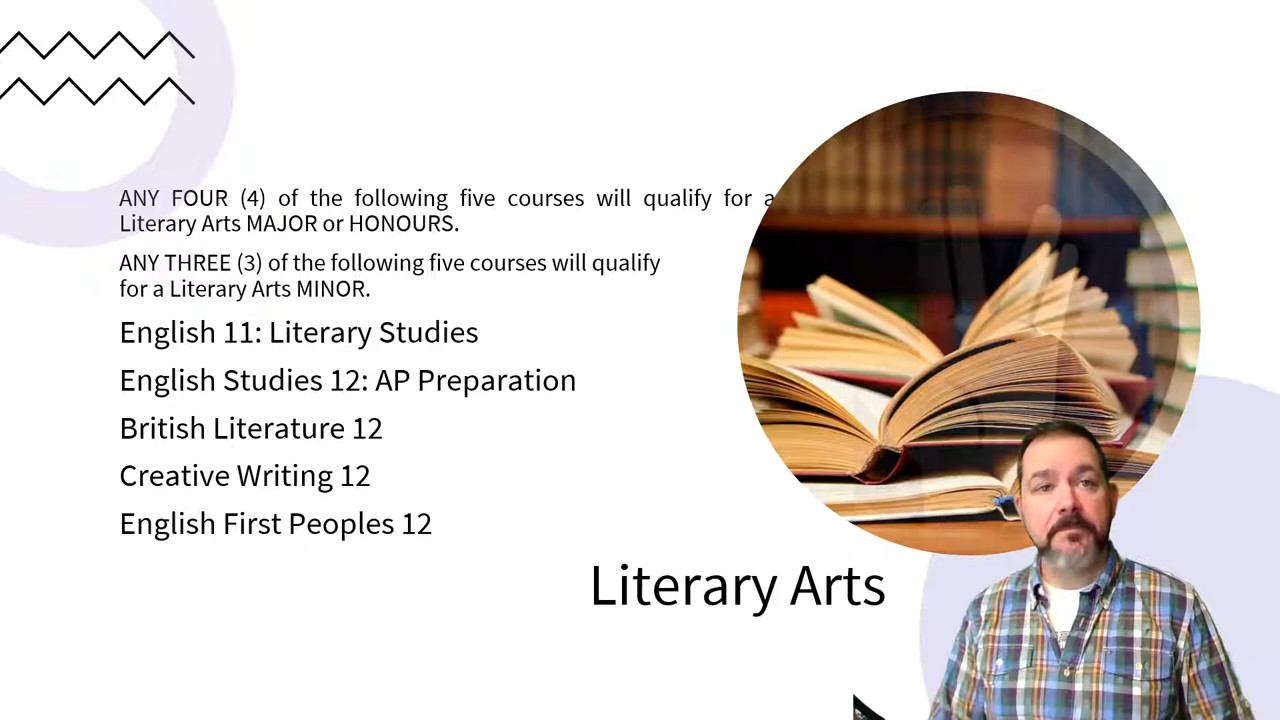 ANY FOUR (4) of the following five courses will qualify for a
Literary Arts MAJOR or HONOURS.
ANY THREE (3) of the following five courses will qualify
for a Literary Arts MINOR.
English 11: Literary Studies
English Studies 12: AP Preparation
British Literature 12
Creative Writing 12
English First Peoples 12
Literary Arts